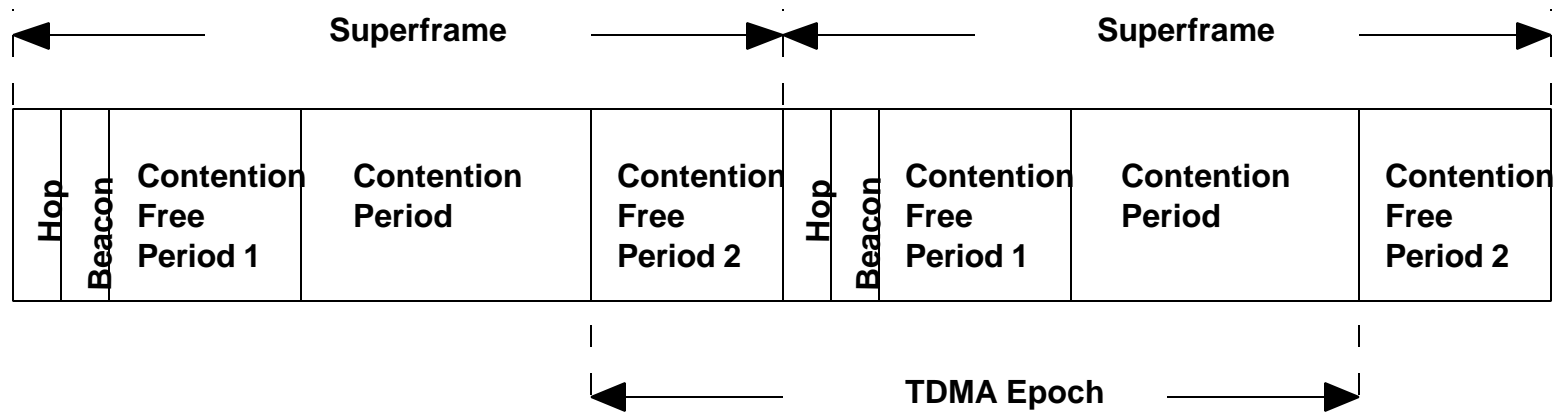 Superframe
Superframe
Hop
Beacon
Contention
Free
Period 1
Contention
Period
Contention
Free
Period 2
Hop
Beacon
Contention
Free
Period 1
Contention
Period
Contention
Free
Period 2
TDMA Epoch